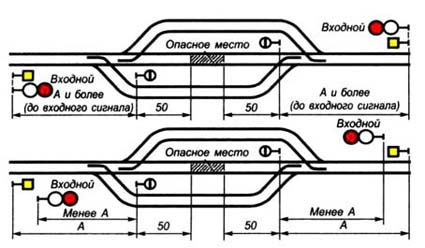 Опасное место
Входной
Входной
А и более
(до входного сигнала)
50
50
А и более
(до входного сигнала)
Входной
Опасное место
Входной
Менее А
А
50
50
Менее А
А